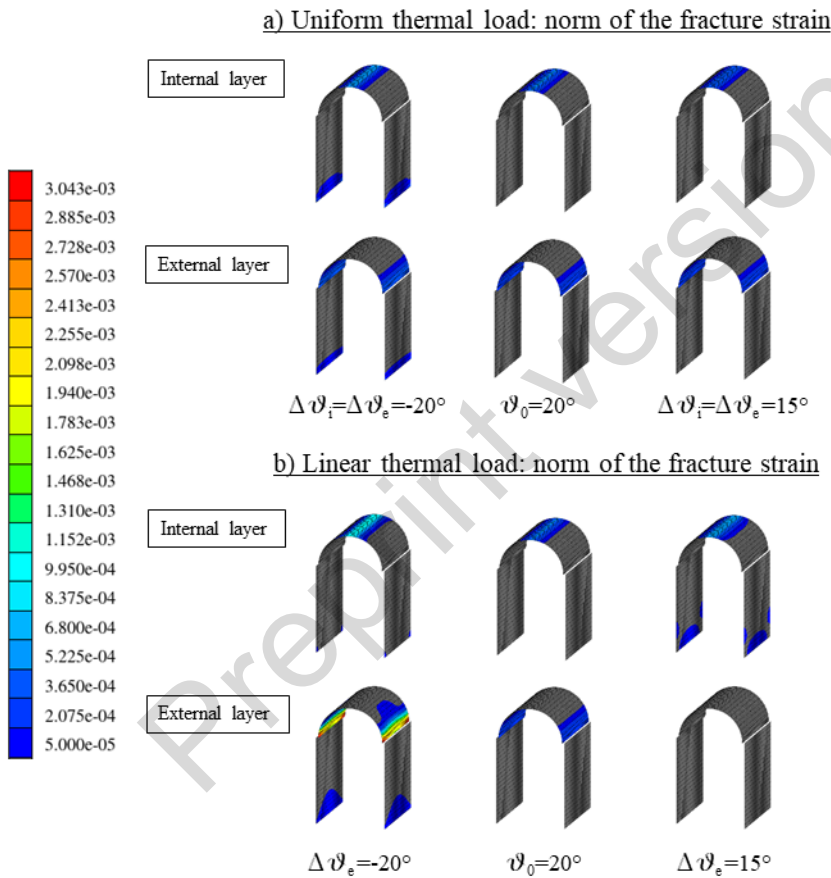 a) Uniform thermal load: norm of the fracture strain
Internal layer
External layer
Δϑi=Δϑe=-20°
ϑ0=20°
Δϑi=Δϑe=15°
b) Linear thermal load: norm of the fracture strain
Internal layer
External layer
Δϑe=-20°
ϑ0=20°
Δϑe=15°
3.043e-03
2.885e-03
2.728e-03
2.570e-03
2.413e-03
2.255e-03
2.098e-03
1.940e-03
1.783e-03
1.625e-03
1.468e-03
1.310e-03
1.152e-03
9.950e-04
8.375e-04
6.800e-04
5.225e-04
3.650e-04
2.075e-04
5.000e-05
Preprint version